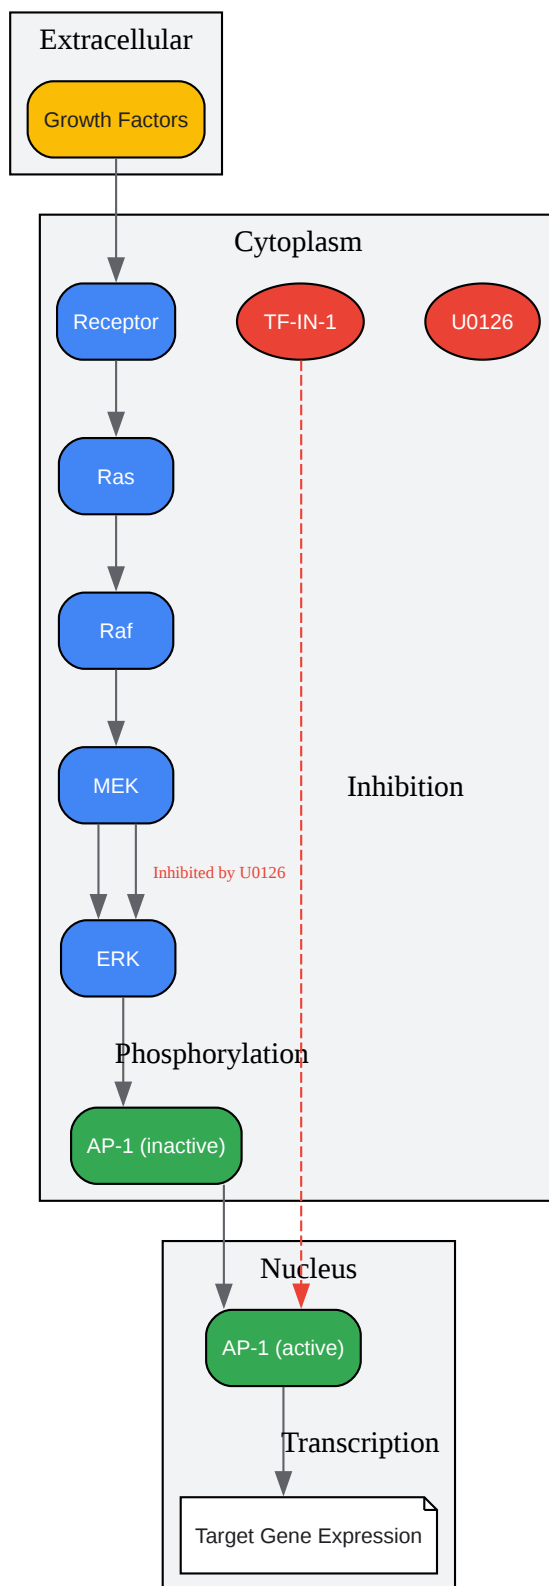 Extracellular
Growth Factors
Cytoplasm
Receptor
TF-IN-1
U0126
Ras
Raf
MEK
Inhibition
Inhibited by U0126
ERK
Phosphorylation
AP-1 (inactive)
Nucleus
AP-1 (active)
Transcription
Target Gene Expression